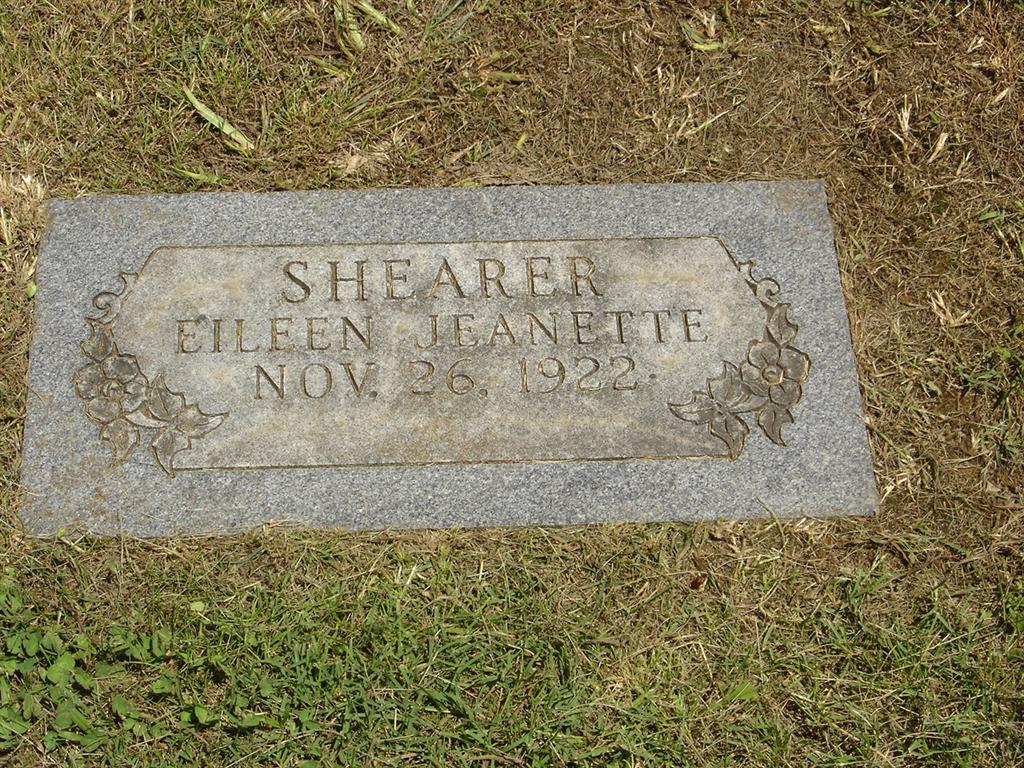 SHEARER
EILEEN JEANETTE
NOV. 26, 1922